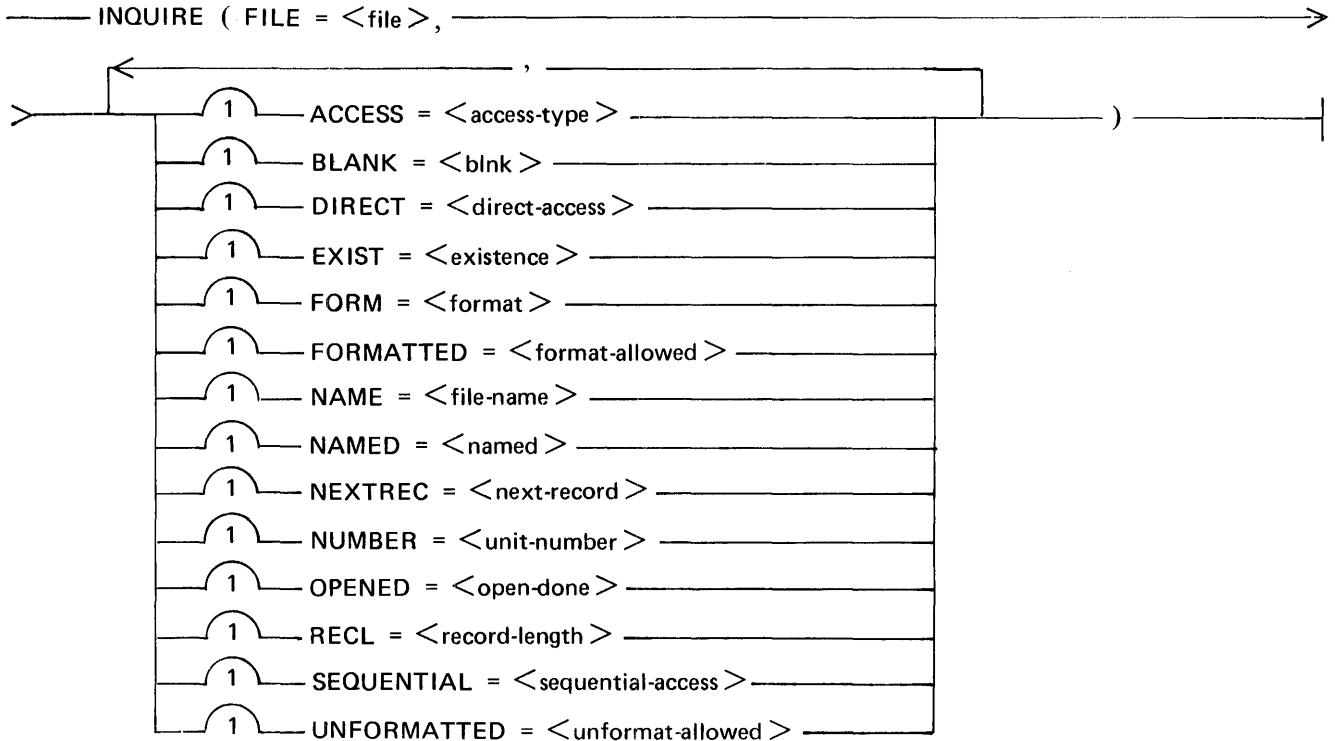 INQUIRE ( FILE = <file>,
,
1 ACCESS = <access-type> )
1 BLANK = <blnk>
1 DIRECT = <direct-access>
1 EXIST = <existence>
1 FORM = <format>
1 FORMATTED = <format-allowed>
1 NAME = <file-name>
1 NAMED = <named>
1 NEXTREC = <next-record>
1 NUMBER = <unit-number>
1 OPENED = <open-done>
1 RECL = <record-length>
1 SEQUENTIAL = <sequential-access>
1 UNFORMATTED = <unformat-allowed>